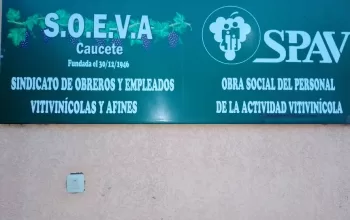 S.O.E.V.A
Caucete
Fundada el 30/12/1946
SINDICATO DE OBREROS Y EMPLEADOS
VITIVINÍCOLAS Y AFINES
SPAV
OBRA SOCIAL DEL PERSONAL
DE LA ACTIVIDAD VITIVINÍCOLA